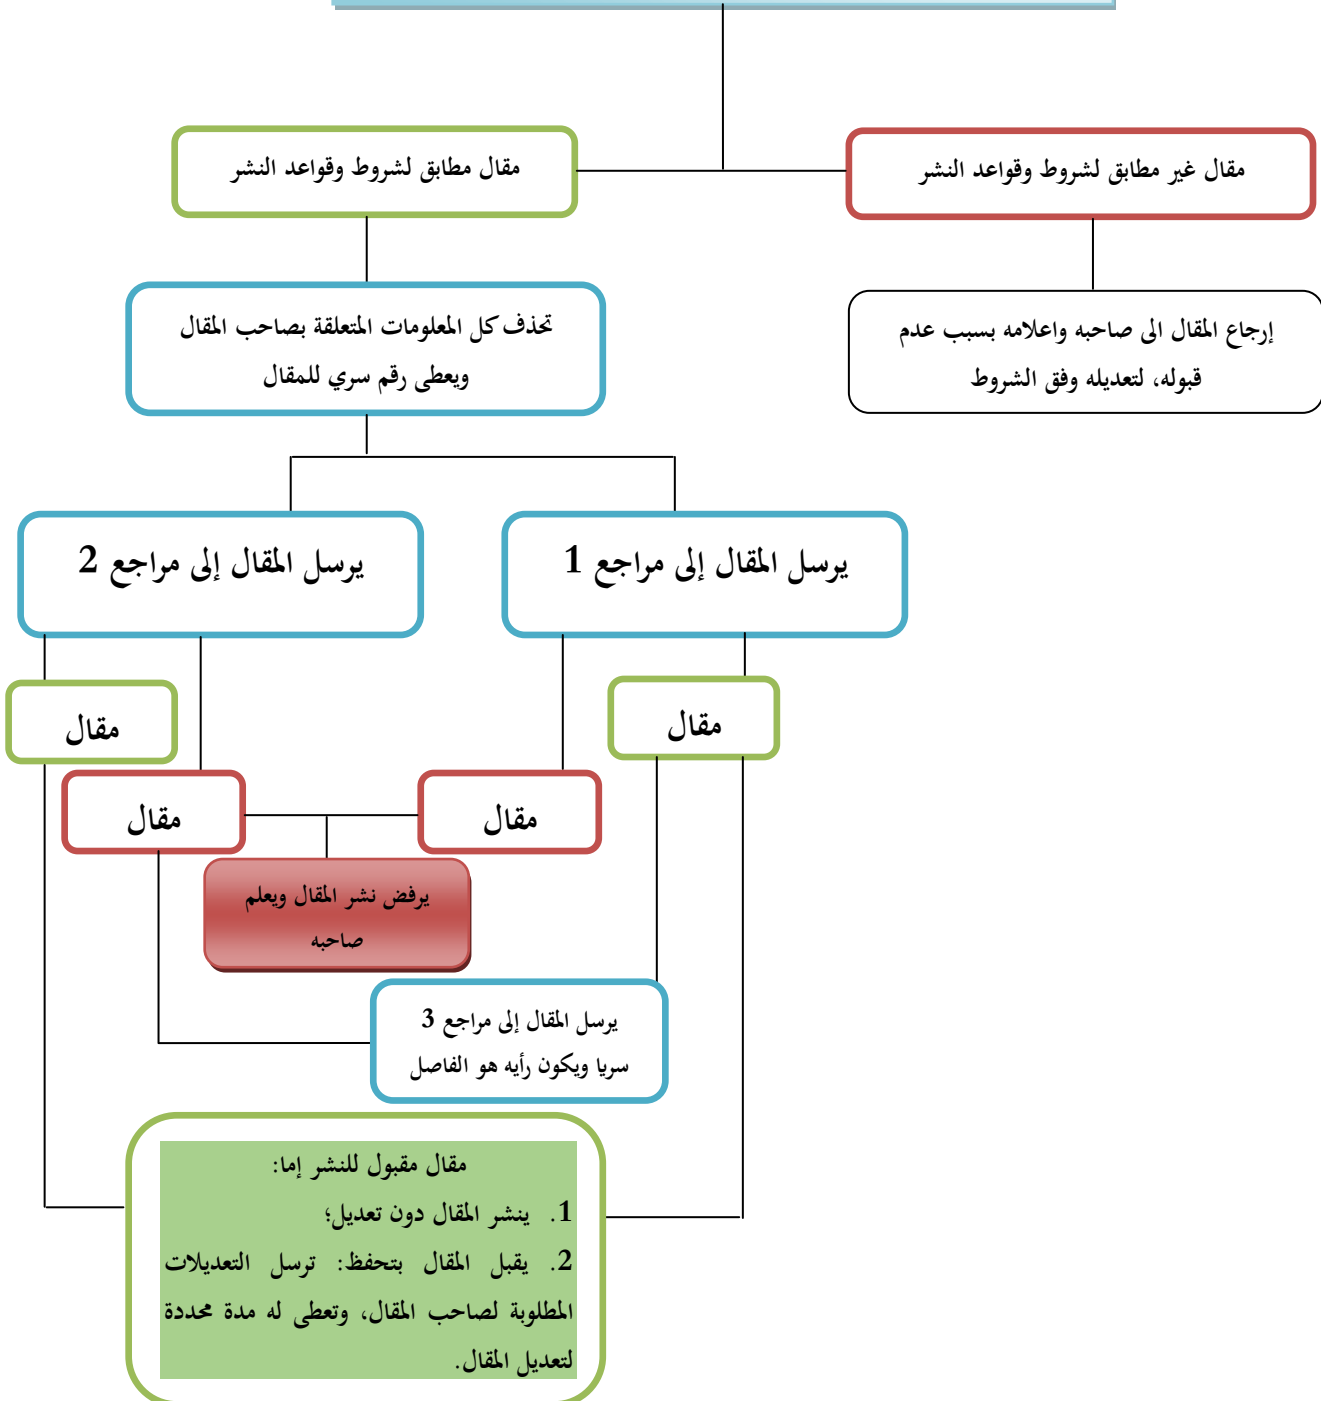 مقال غير مطابق لشروط وقواعد النشر
مقال مطابق لشروط وقواعد النشر
إرجاع المقال الى صاحبه واعلامه بسبب عدم
قبوله، لتعديله وفق الشروط
تحذف كل المعلومات المتعلقة بصاحب المقال
ويعطى رقم سري للمقال
يرسل المقال إلى مراجع 1
يرسل المقال إلى مراجع 2
مقال
مقال
مقال
مقال
يرفض نشر المقال ويعلم
صاحبه
يرسل المقال إلى مراجع 3
سريا ويكون رأيه هو الفاصل
مقال مقبول للنشر إما:
1. ينشر المقال دون تعديل؛
2. يقبل المقال بتحفظ: ترسل التعديلات
المطلوبة لصاحب المقال، وتعطى له مدة محددة
لتعديل المقال.